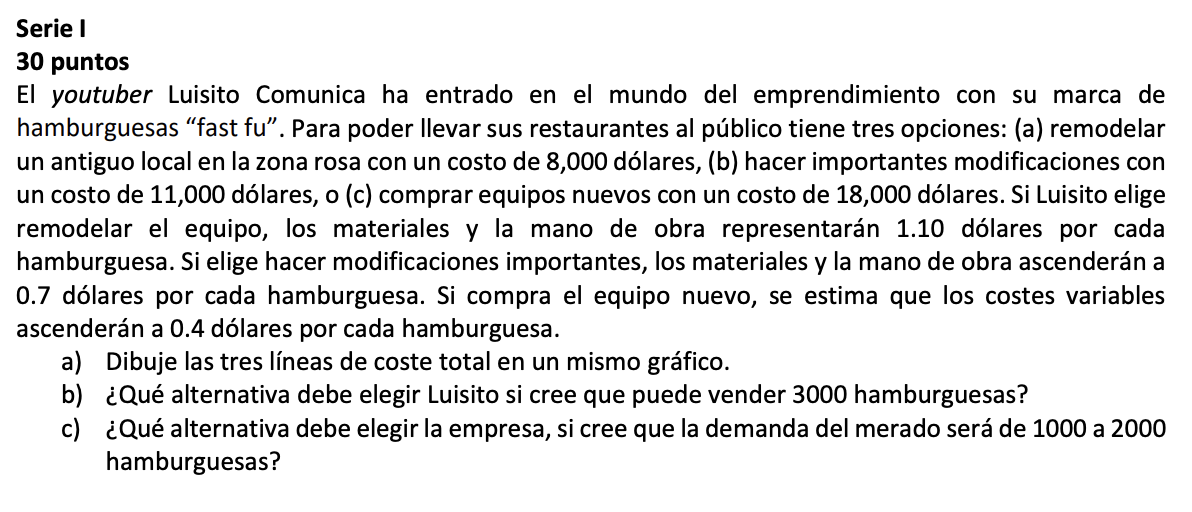 Serie I
30 puntos
El youtuber Luisito Comunica ha entrado en el mundo del emprendimiento con su marca de
hamburguesas “fast fu”. Para poder llevar sus restaurantes al público tiene tres opciones: (a) remodelar
un antiguo local en la zona rosa con un costo de 8,000 dólares, (b) hacer importantes modificaciones con
un costo de 11,000 dólares, o (c) comprar equipos nuevos con un costo de 18,000 dólares. Si Luisito elige
remodelar el equipo, los materiales y la mano de obra representarán 1.10 dólares por cada
hamburguesa. Si elige hacer modificaciones importantes, los materiales y la mano de obra ascenderán a
0.7 dólares por cada hamburguesa. Si compra el equipo nuevo, se estima que los costes variables
ascenderán a 0.4 dólares por cada hamburguesa.
a) Dibuje las tres líneas de coste total en un mismo gráfico.
b) ¿Qué alternativa debe elegir Luisito si cree que puede vender 3000 hamburguesas?
c) ¿Qué alternativa debe elegir la empresa, si cree que la demanda del merado será de 1000 a 2000
hamburguesas?